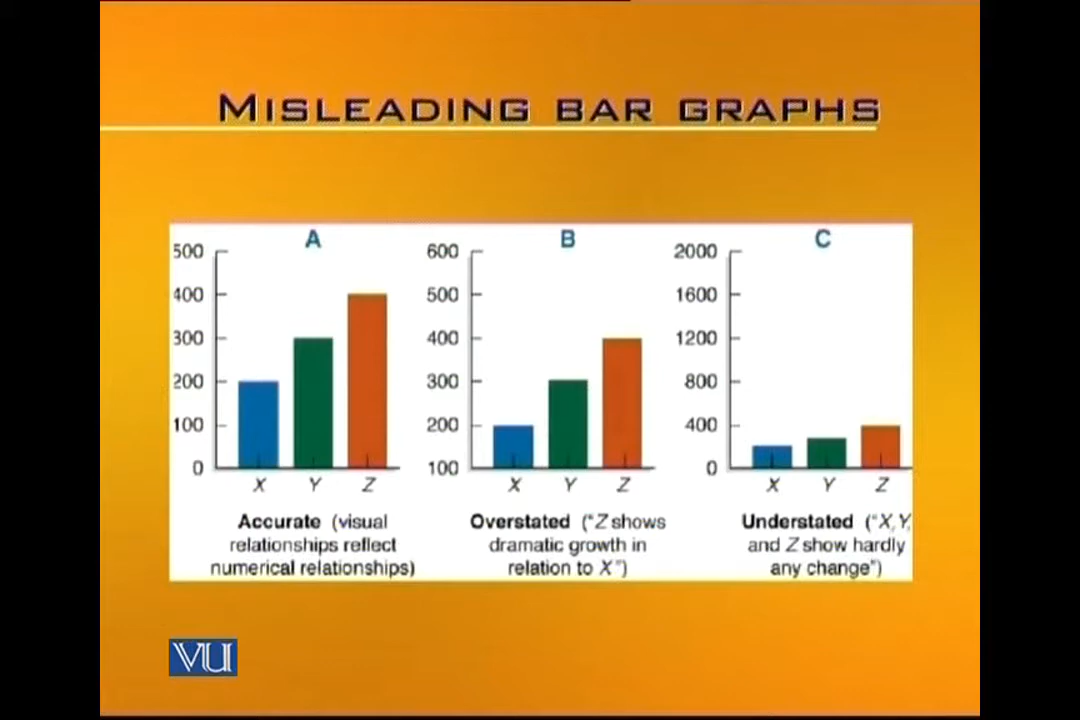 MISLEADING BAR GRAPHS
A
500
400
300
200
100
0
X Y Z
Accurate (visual
relationships reflect
numerical relationships)
B
600
500
400
300
200
100
X Y Z
Overstated ("Z shows
dramatic growth in
relation to X")
C
2000
1600
1200
800
400
0
X Y Z
Understated ("X, Y,
and Z show hardly
any change")
VU